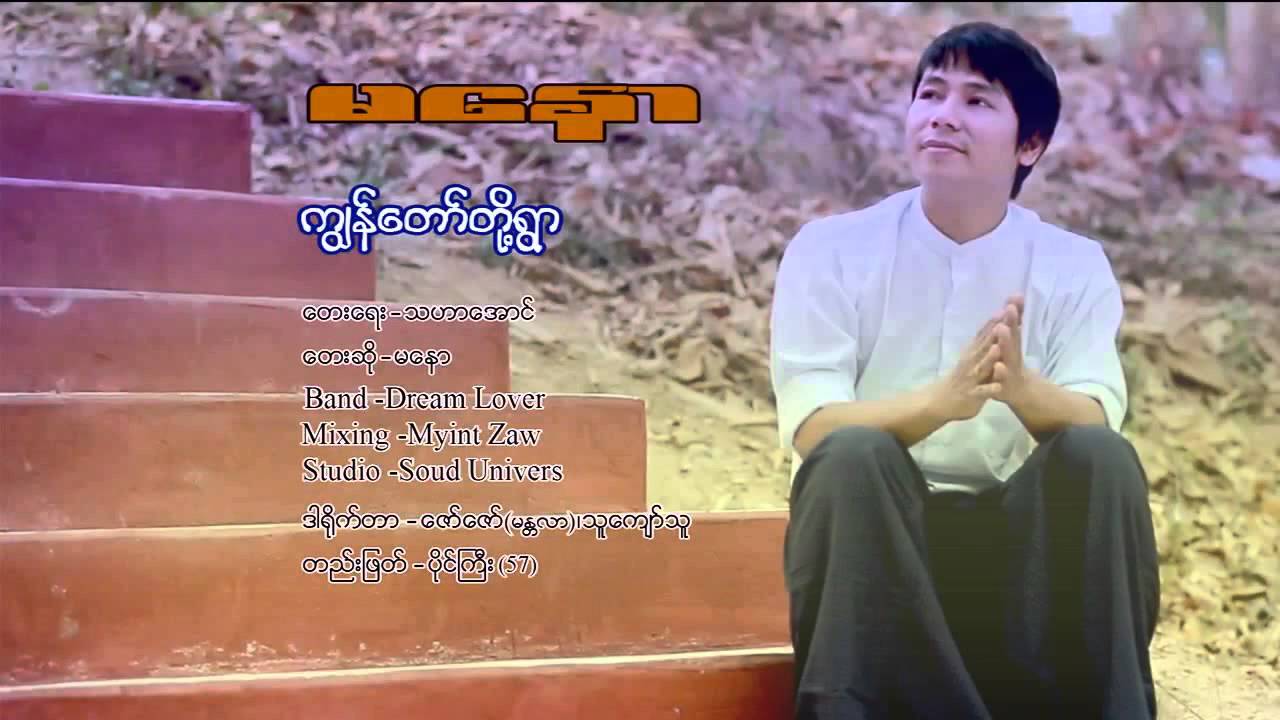 မနော
ကျွန်တော်တို့ရွာ
တေးရေး – သဟာအောင်
တေးဆို – မနော
Band -Dream Lover
Mixing -Myint Zaw
Studio -Soud Univers
ဒါရိုက်တာ – ဇော်ဇော်(မန္တလာ)၊သူကျော်သူ
တည်းဖြတ် – ပိုင်ကြီး (57)